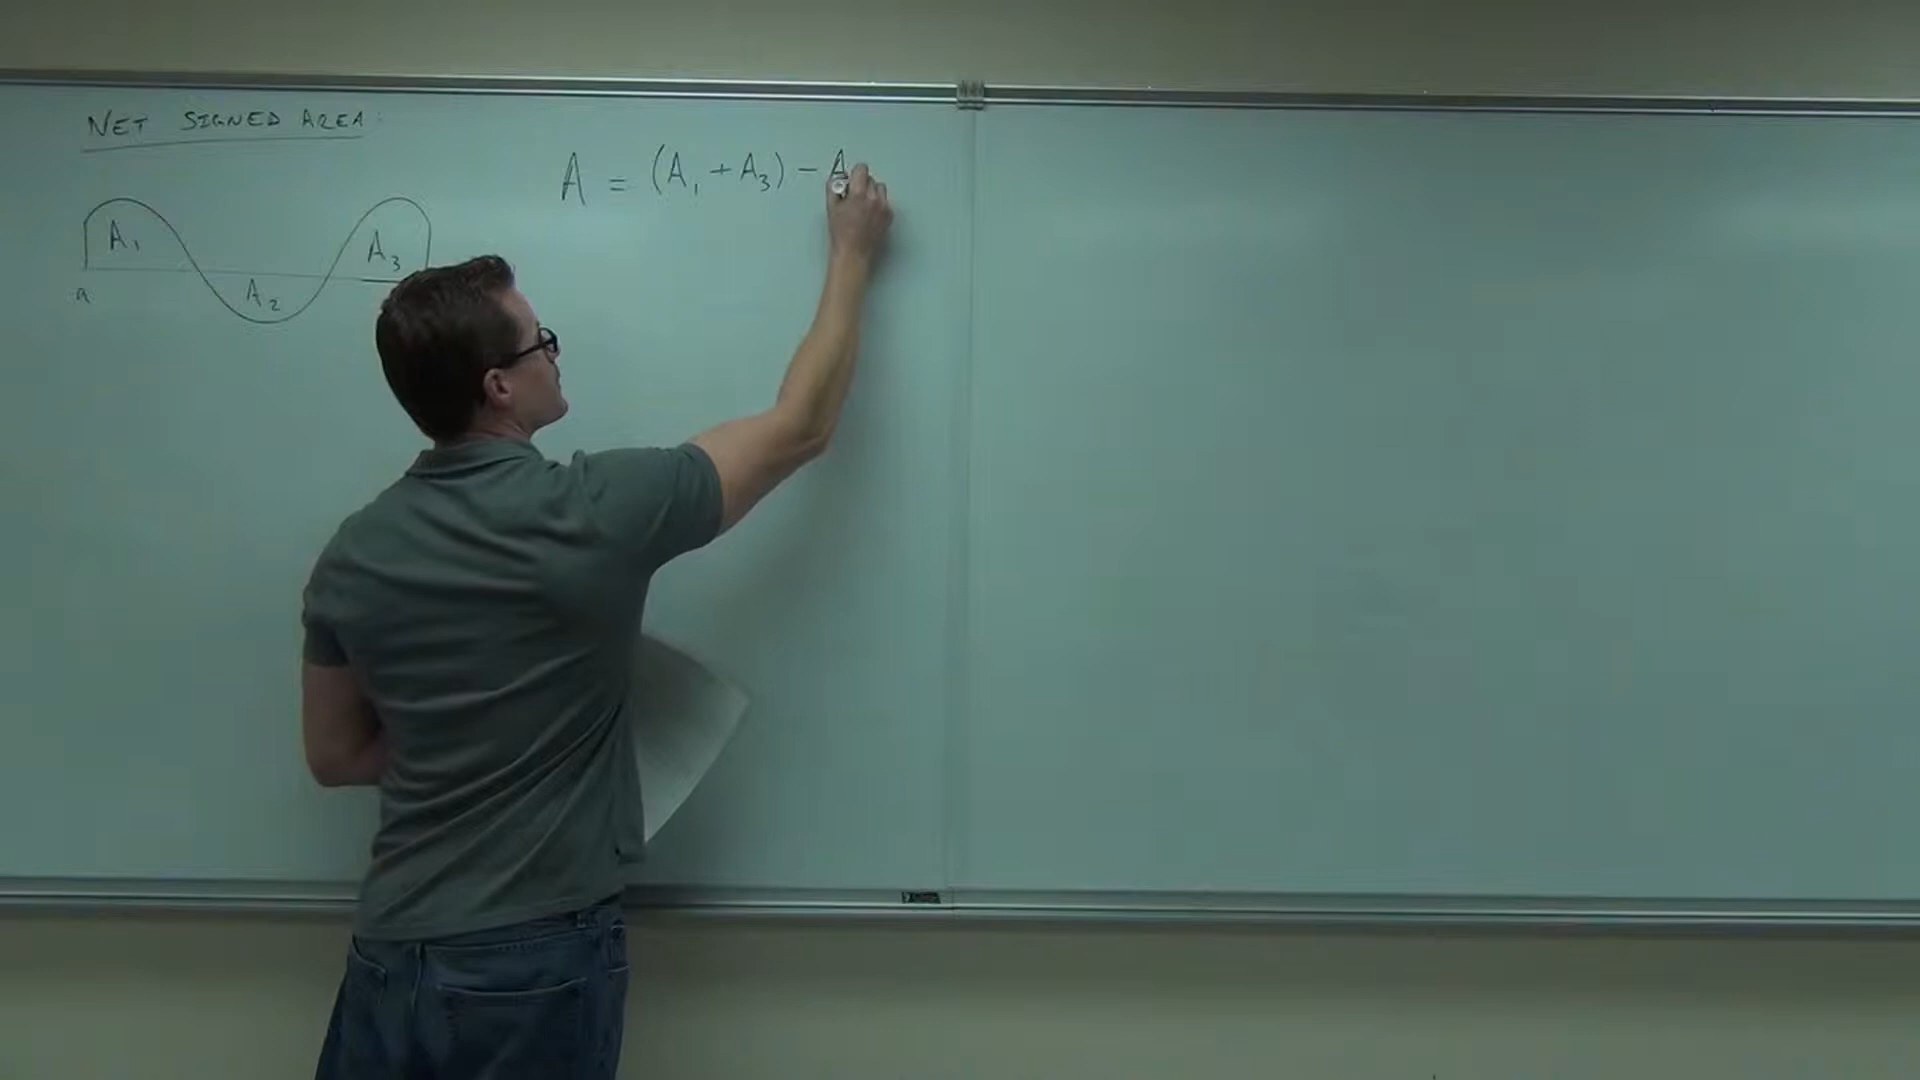 NET SIGNED AREA:
A = (A₁ + A₃) - A
A₁
A₃
A₂
a